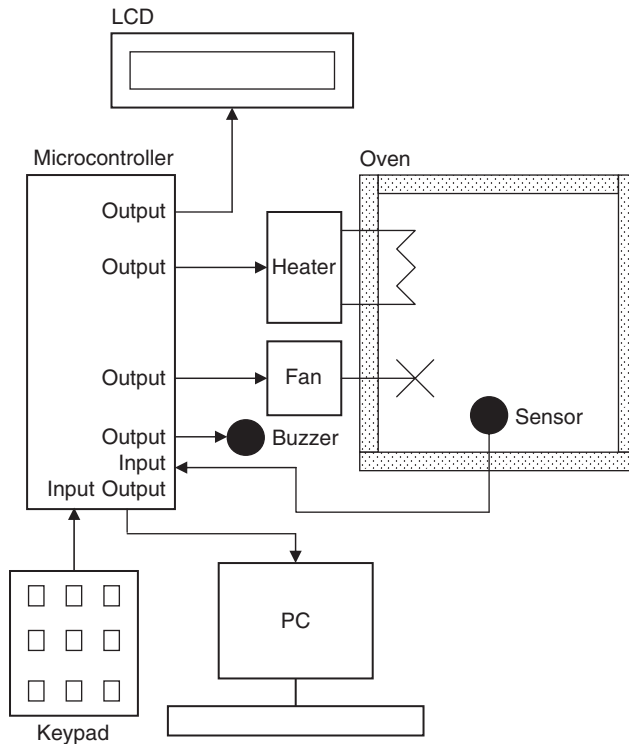 LCD
Microcontroller
Oven
Output
Output
Heater
Output
Fan
Output
Buzzer
Sensor
Input
Input Output
PC
Keypad